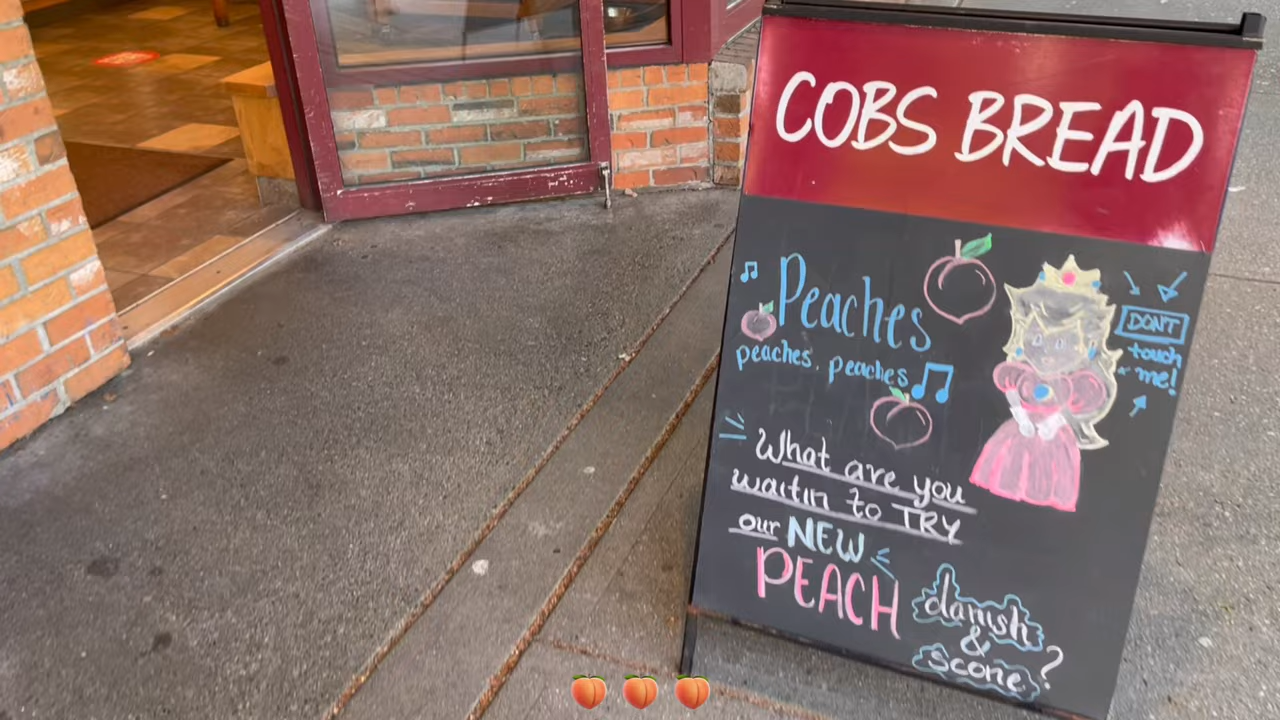 COBS BREAD
Peaches
peaches, peaches
DON'T
touch
me!
What are you
waitin to TRY
our NEW
PEACH danish
&
scone?